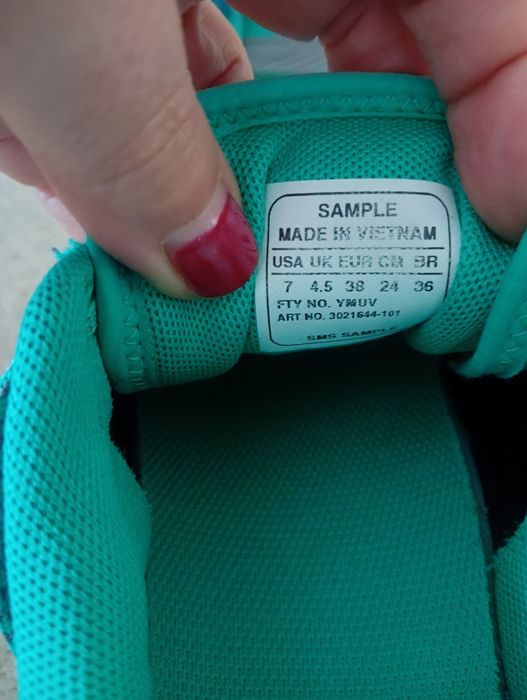 SAMPLE
MADE IN VIETNAM
USA UK EUR CM BR
7 4.5 38 24 36
FTY NO. YMUV
ART NO. 3021644-101
SMS SAMPLE